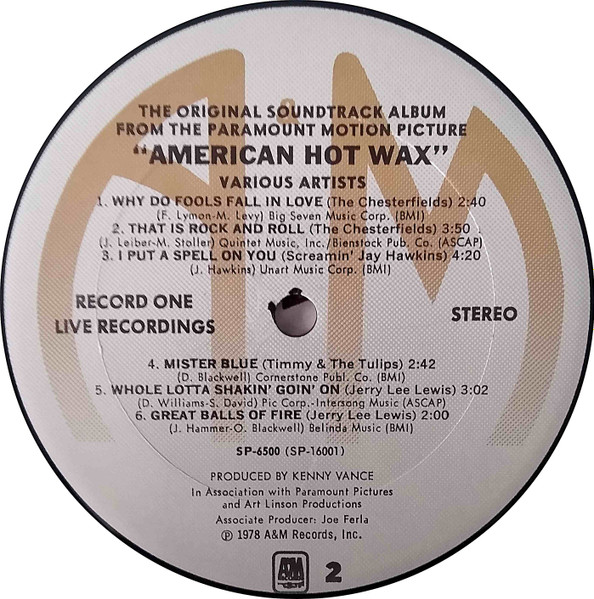 THE ORIGINAL SOUNDTRACK ALBUM
FROM THE PARAMOUNT MOTION PICTURE
"AMERICAN HOT WAX"
VARIOUS ARTISTS
1. WHY DO FOOLS FALL IN LOVE (The Chesterfields) 2:40
(F. Lymon-M. Levy) Big Seven Music Corp. (BMI)
2. THAT IS ROCK AND ROLL (The Chesterfields) 3:50
(J. Leiber-M. Stoller) Quintet Music, Inc./Bienstock Pub. Co. (ASCAP)
3. I PUT A SPELL ON YOU (Screamin' Jay Hawkins) 4:20
(J. Hawkins) Unart Music Corp. (BMI)
RECORD ONE
LIVE RECORDINGS
STEREO
4. MISTER BLUE (Timmy & The Tulips) 2:42
(D. Blackwell) Cornerstone Publ. Co. (BMI)
5. WHOLE LOTTA SHAKIN' GOIN' ON (Jerry Lee Lewis) 3:02
(D. Williams-S. David) Pic Corp.-Intersong Music (ASCAP)
6. GREAT BALLS OF FIRE (Jerry Lee Lewis) 2:00
(J. Hammer-O. Blackwell) Belinda Music (BMI)
SP-6500 (SP-16001)
PRODUCED BY KENNY VANCE
In Association with Paramount Pictures
and Art Linson Productions
Associate Producer: Joe Ferla
℗ 1978 A&M Records, Inc.
A&M 2